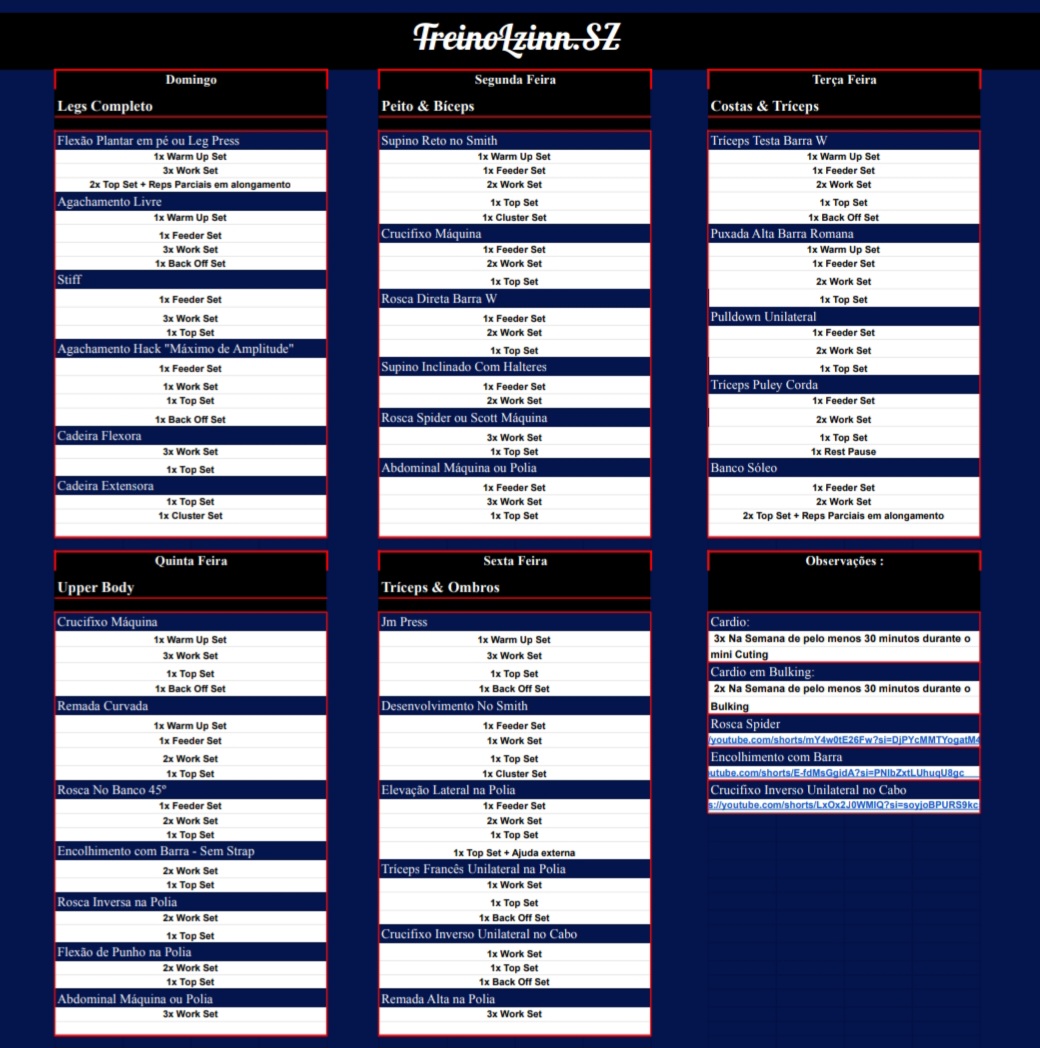 TreinoLzinn.SZ
Domingo
Legs Completo
Flexão Plantar em pé ou Leg Press
1x Warm Up Set
3x Work Set
2x Top Set + Reps Parciais em alongamento
Agachamento Livre
1x Warm Up Set
1x Feeder Set
3x Work Set
1x Back Off Set
Stiff
1x Feeder Set
3x Work Set
1x Top Set
Agachamento Hack "Máximo de Amplitude"
1x Feeder Set
1x Work Set
1x Top Set
1x Back Off Set
Cadeira Flexora
3x Work Set
1x Top Set
Cadeira Extensora
1x Top Set
1x Cluster Set
Segunda Feira
Peito & Bíceps
Supino Reto no Smith
1x Warm Up Set
1x Feeder Set
2x Work Set
1x Top Set
1x Cluster Set
Crucifixo Máquina
1x Feeder Set
2x Work Set
1x Top Set
Rosca Direta Barra W
1x Feeder Set
2x Work Set
1x Top Set
Supino Inclinado Com Halteres
1x Feeder Set
2x Work Set
Rosca Spider ou Scott Máquina
3x Work Set
1x Top Set
Abdominal Máquina ou Polia
1x Feeder Set
3x Work Set
1x Top Set
Terça Feira
Costas & Tríceps
Tríceps Testa Barra W
1x Warm Up Set
1x Feeder Set
2x Work Set
1x Top Set
1x Back Off Set
Puxada Alta Barra Romana
1x Warm Up Set
1x Feeder Set
2x Work Set
1x Top Set
Pulldown Unilateral
1x Feeder Set
2x Work Set
1x Top Set
Tríceps Puley Corda
1x Feeder Set
2x Work Set
1x Top Set
1x Rest Pause
Banco Sóleo
1x Feeder Set
2x Work Set
2x Top Set + Reps Parciais em alongamento
Quinta Feira
Upper Body
Crucifixo Máquina
1x Warm Up Set
3x Work Set
1x Top Set
1x Back Off Set
Remada Curvada
1x Warm Up Set
1x Feeder Set
2x Work Set
1x Top Set
Rosca No Banco 45º
1x Feeder Set
2x Work Set
1x Top Set
Encolhimento com Barra - Sem Strap
2x Work Set
1x Top Set
Rosca Inversa na Polia
2x Work Set
1x Top Set
Flexão de Punho na Polia
2x Work Set
1x Top Set
Abdominal Máquina ou Polia
3x Work Set
Sexta Feira
Tríceps & Ombros
Jm Press
1x Warm Up Set
3x Work Set
1x Top Set
1x Back Off Set
Desenvolvimento No Smith
1x Feeder Set
1x Work Set
1x Top Set
1x Cluster Set
Elevação Lateral na Polia
1x Feeder Set
2x Work Set
1x Top Set
1x Top Set + Ajuda externa
Tríceps Francês Unilateral na Polia
1x Work Set
1x Top Set
1x Back Off Set
Crucifixo Inverso Unilateral no Cabo
1x Work Set
1x Top Set
1x Back Off Set
Remada Alta na Polia
3x Work Set
Observações :
Cardio:
3x Na Semana de pelo menos 30 minutos durante o
mini Cuting
Cardio em Bulking:
2x Na Semana de pelo menos 30 minutos durante o
Bulking
Rosca Spider
/youtube.com/shorts/mY4w0tE26Fw?si=DjPYcMMTYogatM4
Encolhimento com Barra
utube.com/shorts/E-fdMsGgidA?si=PNlbZxtLUhuqU8gc
Crucifixo Inverso Unilateral no Cabo
s://youtube.com/shorts/LxOx2J0WMIQ?si=soyjoBPURS9kc